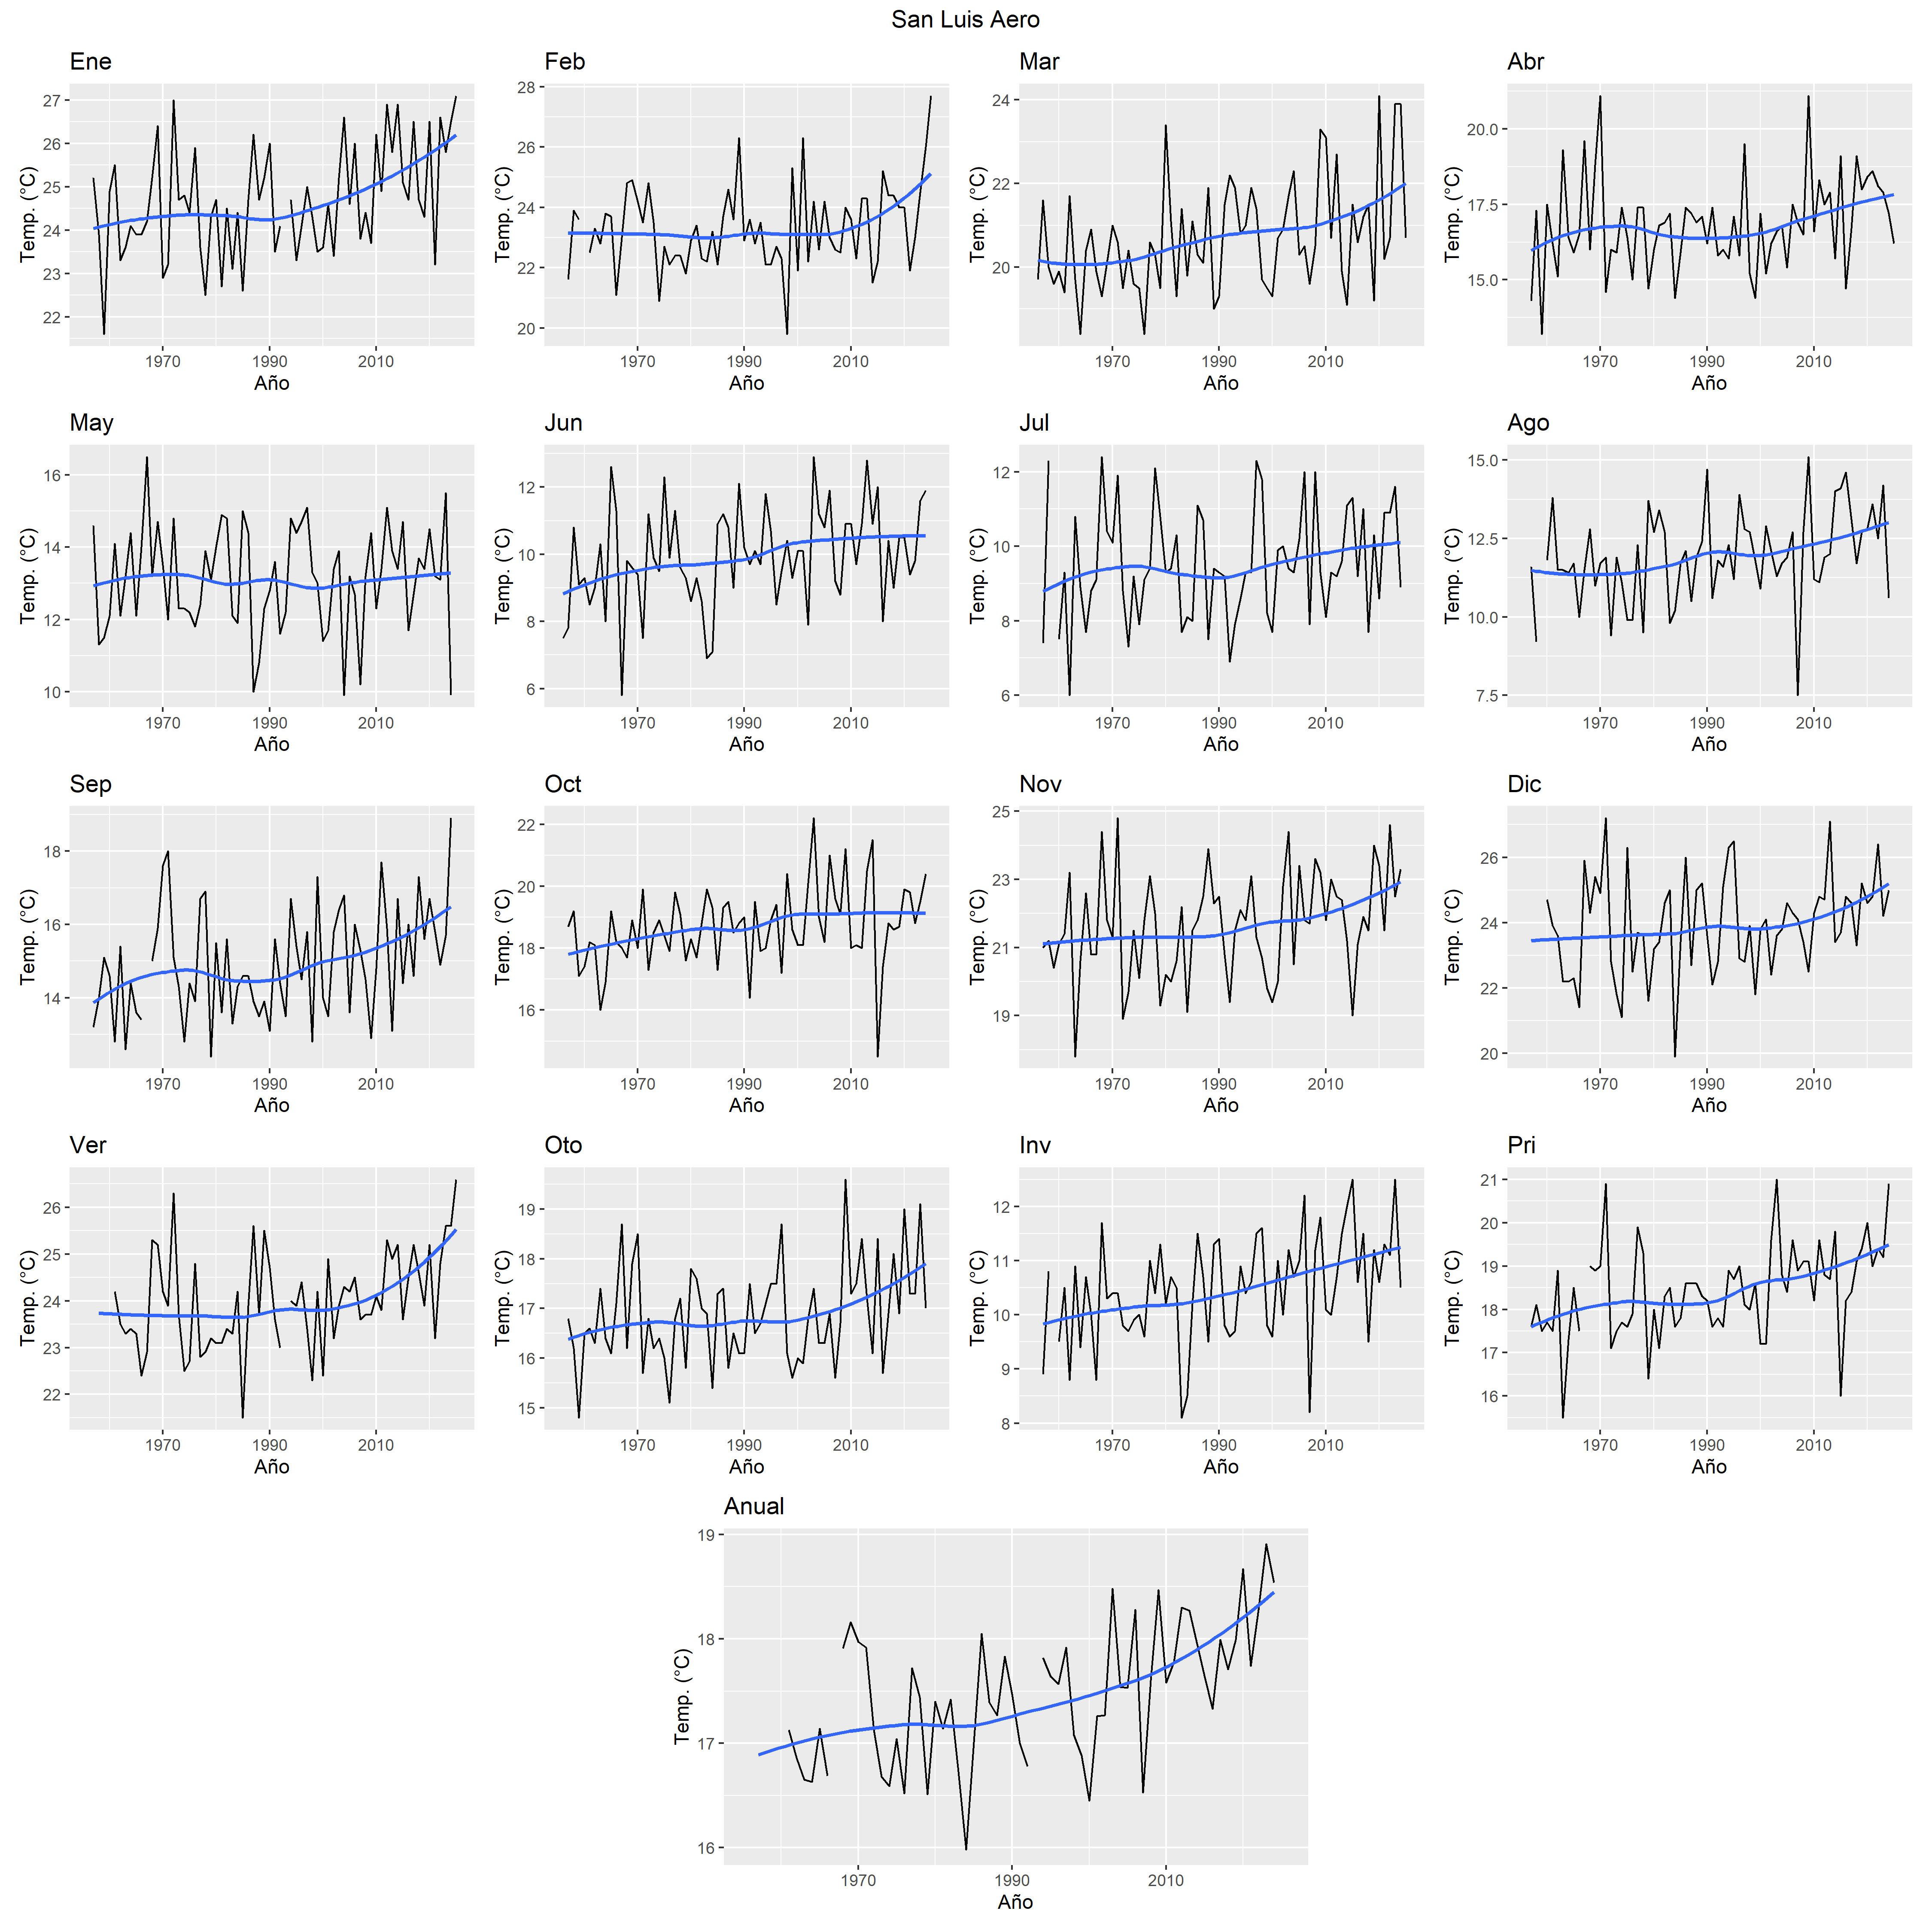 San Luis Aero
Ene
Feb
Mar
Abr
27
26
25
24
23
22
Temp. (°C)
1970 1990 2010
Año
28
26
24
22
20
Temp. (°C)
1970 1990 2010
Año
24
22
20
Temp. (°C)
1970 1990 2010
Año
20.0
17.5
15.0
Temp. (°C)
1970 1990 2010
Año
May
Jun
Jul
Ago
16
14
12
10
Temp. (°C)
1970 1990 2010
Año
12
10
8
6
Temp. (°C)
1970 1990 2010
Año
12
10
8
6
Temp. (°C)
1970 1990 2010
Año
15.0
12.5
10.0
7.5
Temp. (°C)
1970 1990 2010
Año
Sep
Oct
Nov
Dic
18
16
14
Temp. (°C)
1970 1990 2010
Año
22
20
18
16
Temp. (°C)
1970 1990 2010
Año
25
23
21
19
Temp. (°C)
1970 1990 2010
Año
26
24
22
20
Temp. (°C)
1970 1990 2010
Año
Ver
Oto
Inv
Pri
26
25
24
23
22
Temp. (°C)
1970 1990 2010
Año
19
18
17
16
15
Temp. (°C)
1970 1990 2010
Año
12
11
10
9
8
Temp. (°C)
1970 1990 2010
Año
21
20
19
18
17
16
Temp. (°C)
1970 1990 2010
Año
Anual
19
18
17
16
Temp. (°C)
1970 1990 2010
Año